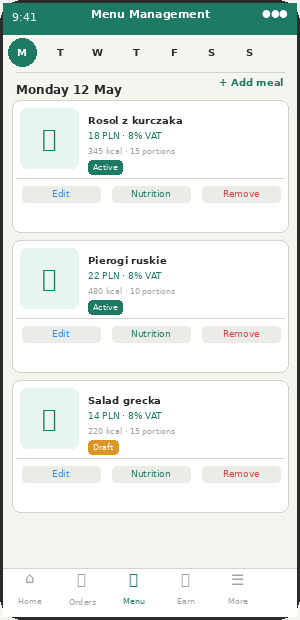 9:41 Menu Management
M T W T F S S
+ Add meal
Monday 12 May
Rosol z kurczaka
18 PLN · 8% VAT
345 kcal · 15 portions
Active
Edit Nutrition Remove
Pierogi ruskie
22 PLN · 8% VAT
480 kcal · 10 portions
Active
Edit Nutrition Remove
Salad grecka
14 PLN · 8% VAT
220 kcal · 15 portions
Draft
Edit Nutrition Remove
Home Orders Menu Earn More